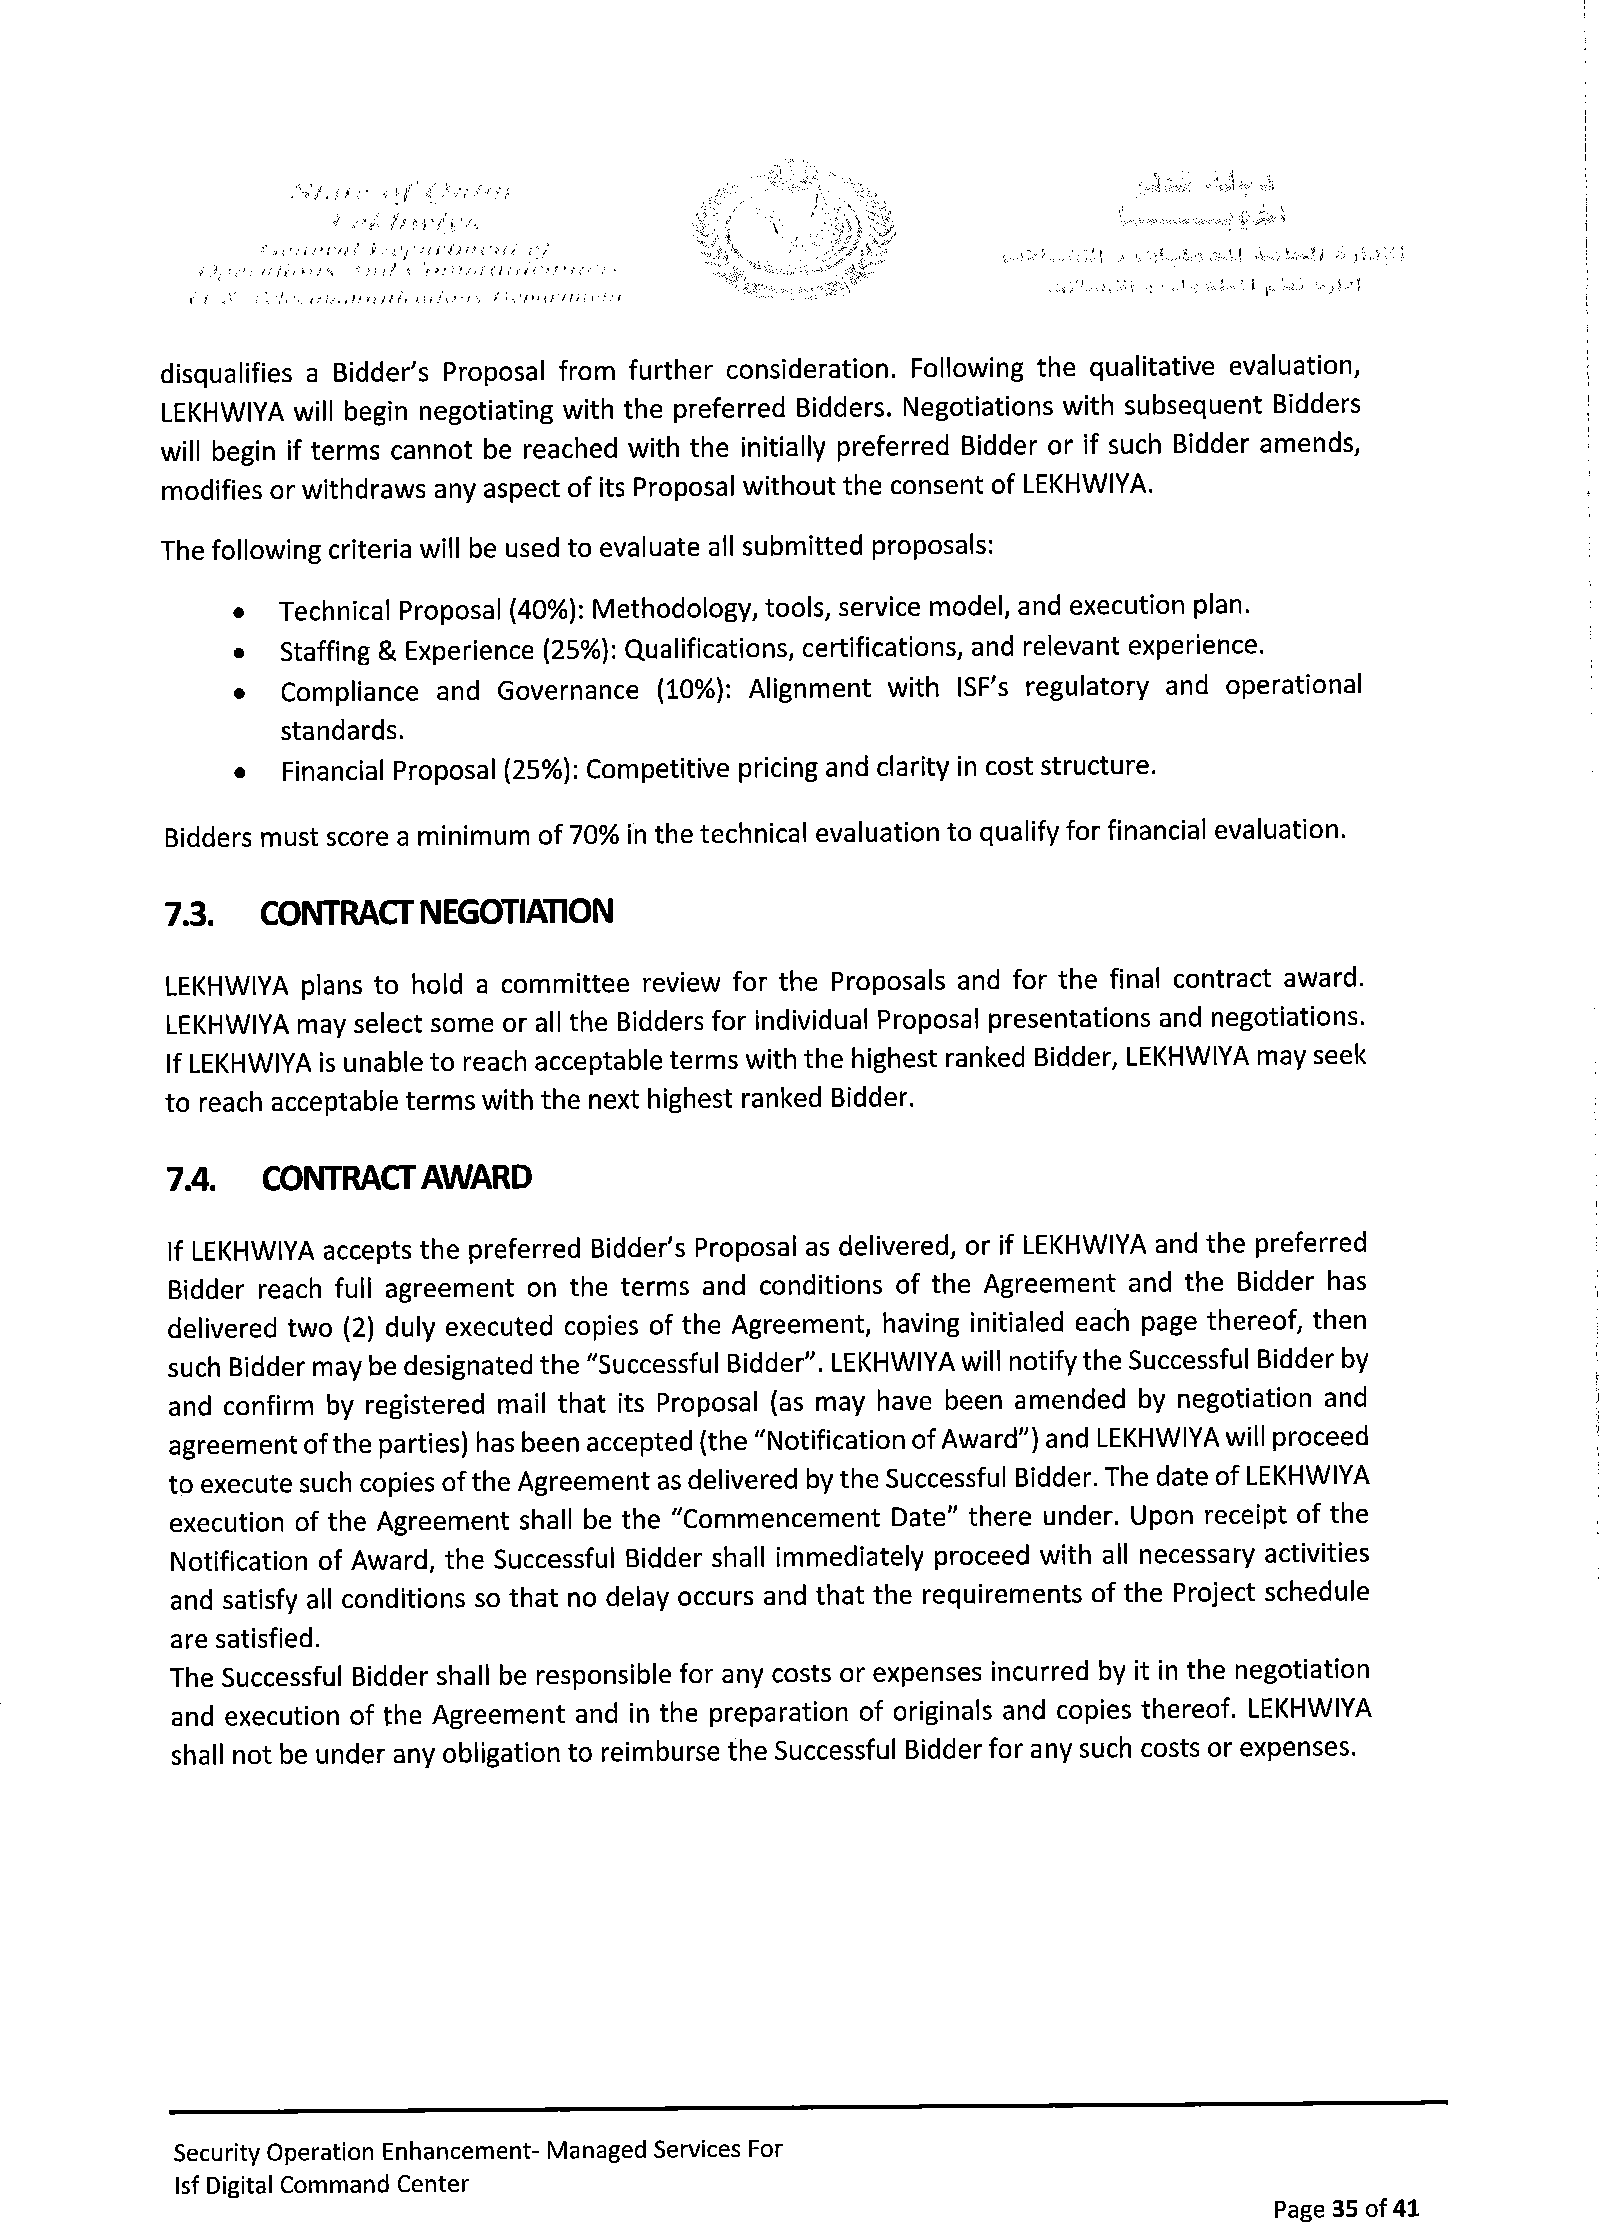 State of Qatar
Lekhwiya
General Department of
Operations and Communications
دولة قطر
disqualifies a Bidder's Proposal from further consideration. Following the qualitative evaluation,
LEKHWIYA will begin negotiating with the preferred Bidders. Negotiations with subsequent Bidders
will begin if terms cannot be reached with the initially preferred Bidder or if such Bidder amends,
modifies or withdraws any aspect of its Proposal without the consent of LEKHWIYA.
The following criteria will be used to evaluate all submitted proposals:
• Technical Proposal (40%): Methodology, tools, service model, and execution plan.
• Staffing & Experience (25%): Qualifications, certifications, and relevant experience.
• Compliance and Governance (10%): Alignment with ISF's regulatory and operational
standards.
• Financial Proposal (25%): Competitive pricing and clarity in cost structure.
Bidders must score a minimum of 70% in the technical evaluation to qualify for financial evaluation.
7.3. CONTRACT NEGOTIATION
LEKHWIYA plans to hold a committee review for the Proposals and for the final contract award.
LEKHWIYA may select some or all the Bidders for individual Proposal presentations and negotiations.
If LEKHWIYA is unable to reach acceptable terms with the highest ranked Bidder, LEKHWIYA may seek
to reach acceptable terms with the next highest ranked Bidder.
7.4. CONTRACT AWARD
If LEKHWIYA accepts the preferred Bidder's Proposal as delivered, or if LEKHWIYA and the preferred
Bidder reach full agreement on the terms and conditions of the Agreement and the Bidder has
delivered two (2) duly executed copies of the Agreement, having initialed each page thereof, then
such Bidder may be designated the "Successful Bidder". LEKHWIYA will notify the Successful Bidder by
and confirm by registered mail that its Proposal (as may have been amended by negotiation and
agreement of the parties) has been accepted (the "Notification of Award") and LEKHWIYA will proceed
to execute such copies of the Agreement as delivered by the Successful Bidder. The date of LEKHWIYA
execution of the Agreement shall be the "Commencement Date" there under. Upon receipt of the
Notification of Award, the Successful Bidder shall immediately proceed with all necessary activities
and satisfy all conditions so that no delay occurs and that the requirements of the Project schedule
are satisfied.
The Successful Bidder shall be responsible for any costs or expenses incurred by it in the negotiation
and execution of the Agreement and in the preparation of originals and copies thereof. LEKHWIYA
shall not be under any obligation to reimburse the Successful Bidder for any such costs or expenses.
Security Operation Enhancement- Managed Services For
Isf Digital Command Center
Page 35 of 41